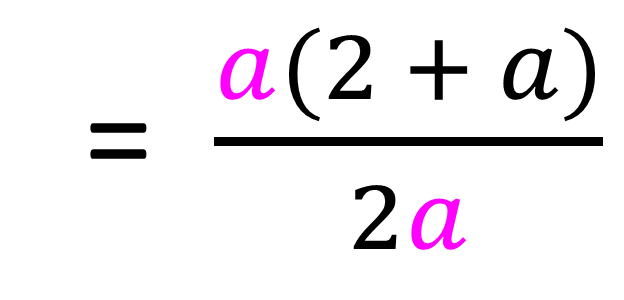 a(2 + a)
=
2a